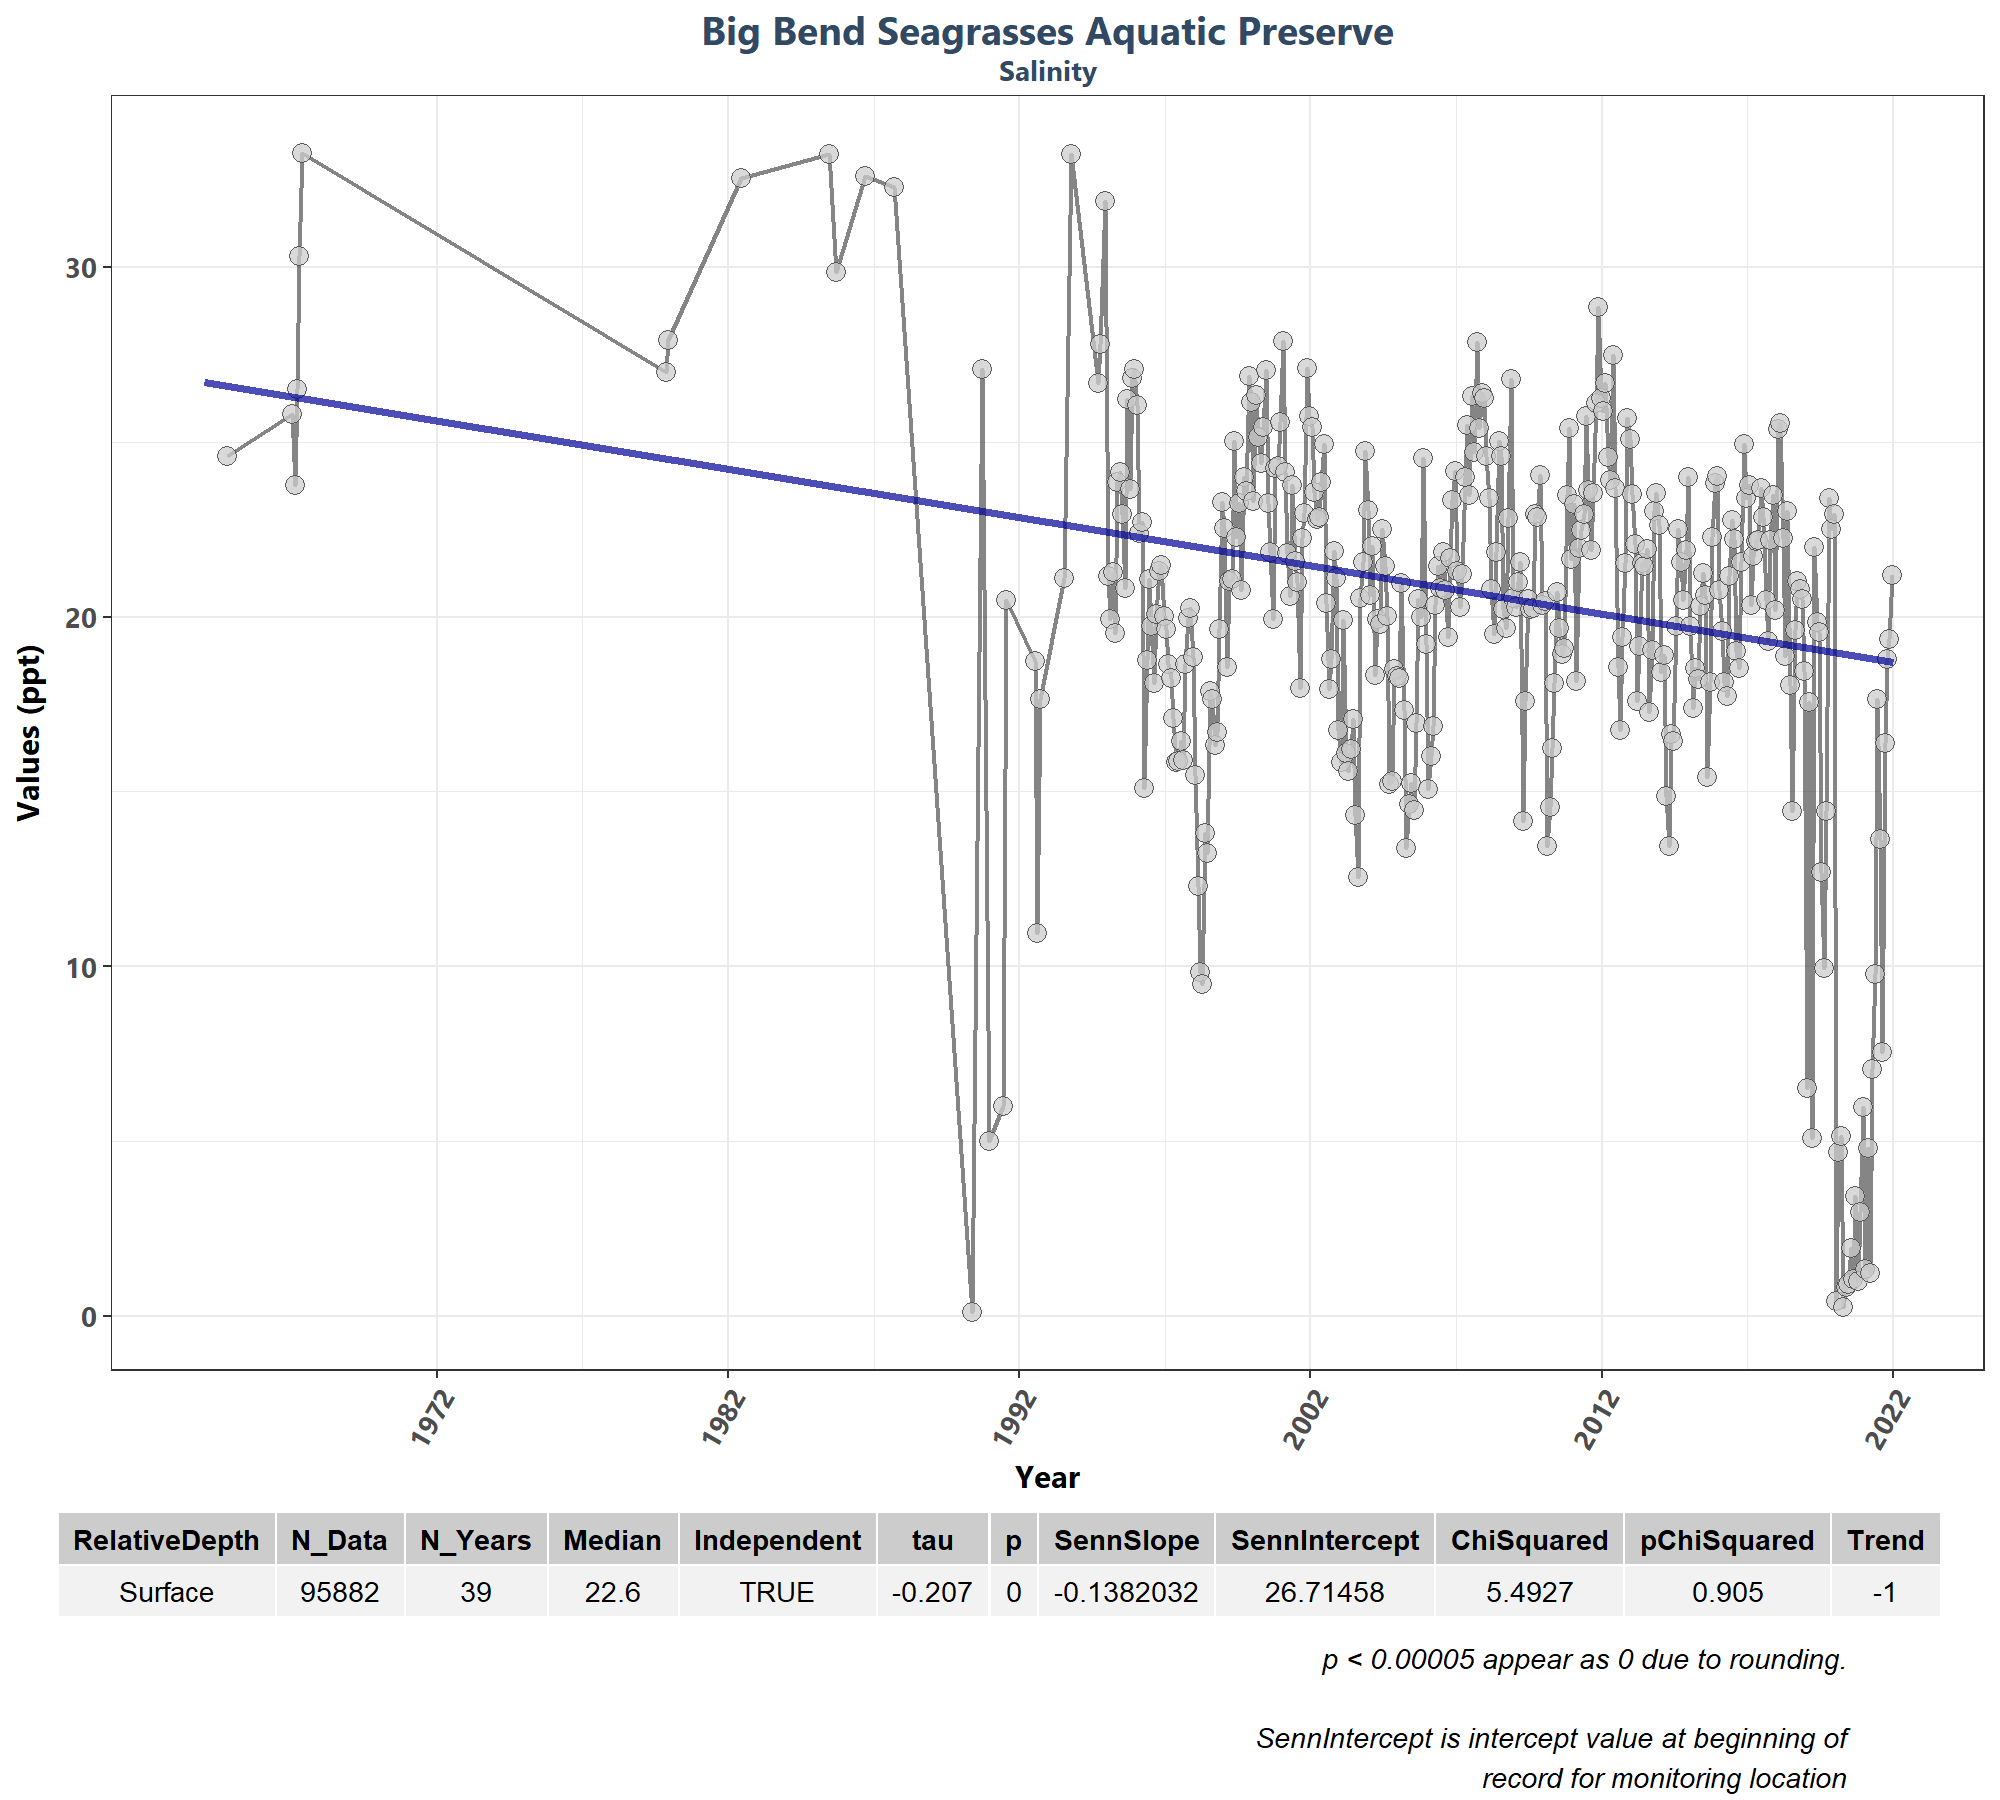 Big Bend Seagrasses Aquatic Preserve
Salinity
Values (ppt)
30
20
10
0
1972
1982
1992
2002
2012
2022
Year
RelativeDepth N_Data N_Years Median Independent tau p SennSlope SennIntercept ChiSquared pChiSquared Trend
Surface 95882 39 22.6 TRUE -0.207 0 -0.1382032 26.71458 5.4927 0.905 -1
p < 0.00005 appear as 0 due to rounding.
SennIntercept is intercept value at beginning of
record for monitoring location